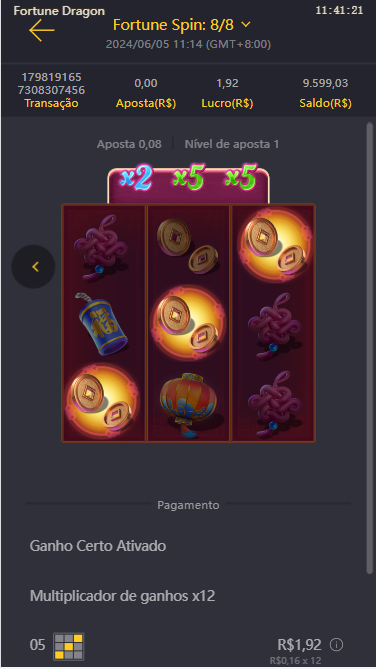 Fortune Dragon
11:41:21
Fortune Spin: 8/8
2024/06/05 11:14 (GMT+8:00)
179819165 0,00 1,92 9.599,03
7308307456
Transação Aposta(R$) Lucro(R$) Saldo(R$)
Aposta 0,08 Nível de aposta 1
x2 x5 x5
Pagamento
Ganho Certo Ativado
Multiplicador de ganhos x12
05 R$1,92
R$0,16 x 12